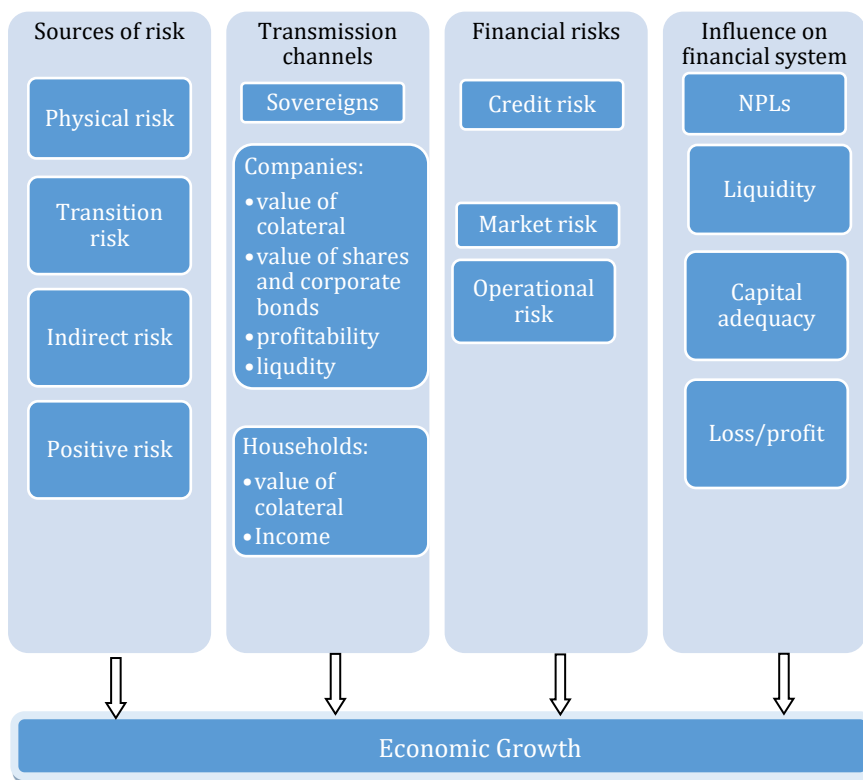 Sources of risk
Physical risk
Transition
risk
Indirect risk
Positive risk
Transmission
channels
Sovereigns
Companies:
•value of
colateral
•value of shares
and corporate
bonds
•profitability
•liqudity
Households:
•value of
colateral
•Income
Financial risks
Credit risk
Market risk
Operational
risk
Influence on
financial system
NPLs
Liquidity
Capital
adequacy
Loss/profit
Economic Growth